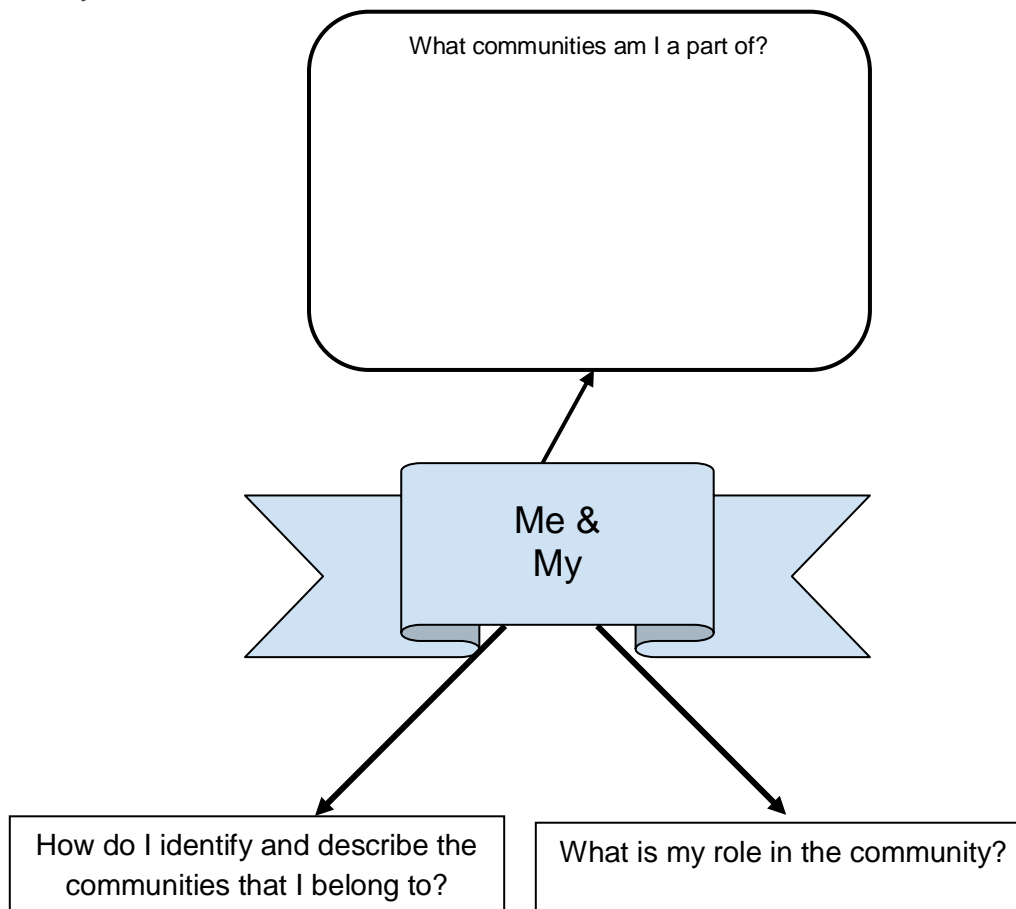 What communities am I a part of?
Me &
My
How do I identify and describe the
communities that I belong to?
What is my role in the community?